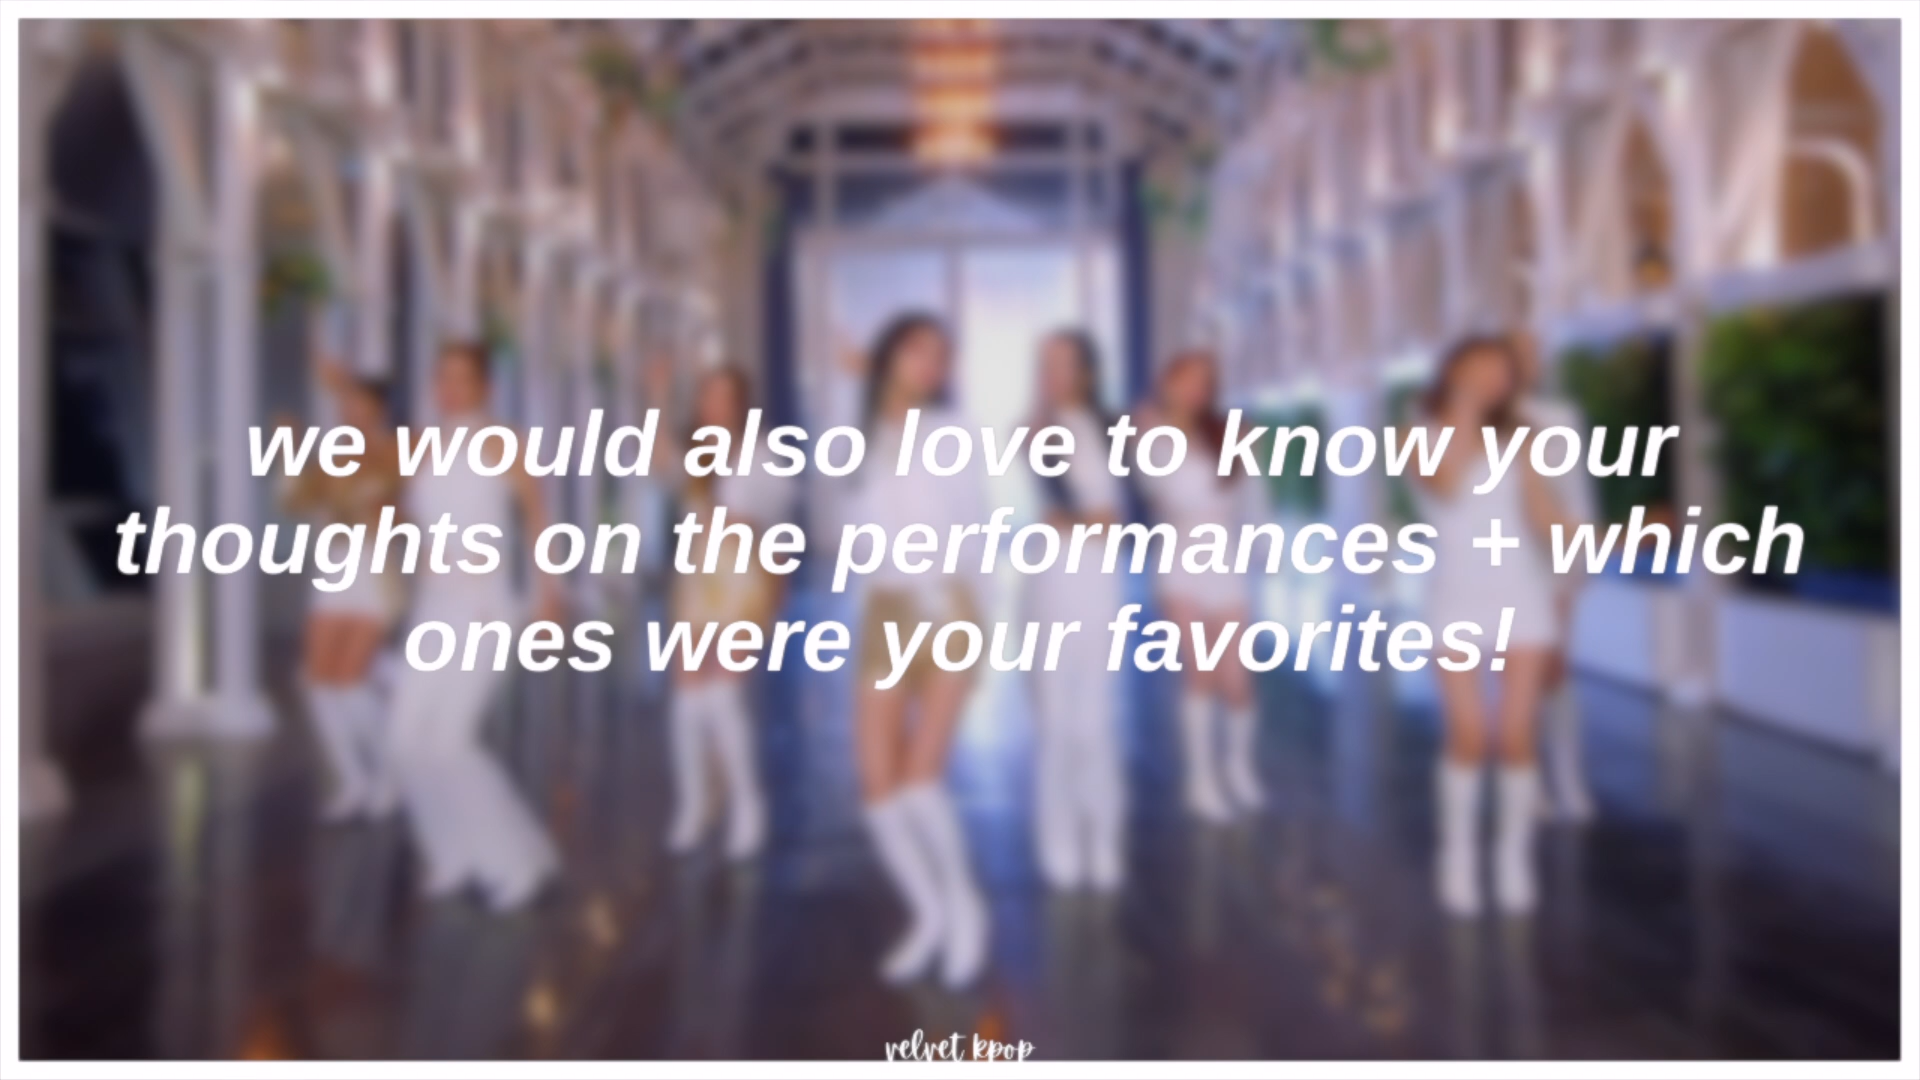 we would also love to know your
thoughts on the performances + which
ones were your favorites!
velvet kpop